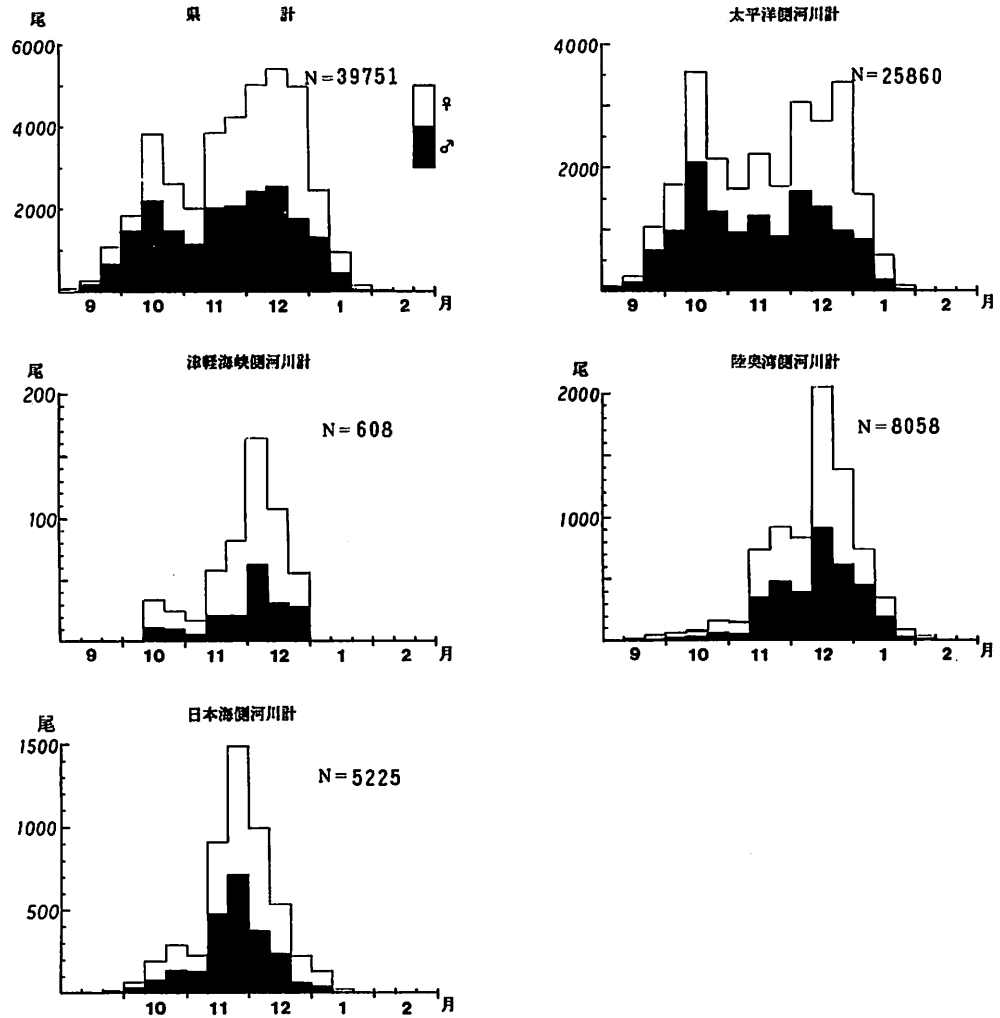 県 計
尾
6000
4000
2000
N=39751
♀
♂
9 10 11 12 1 2 月
太平洋側河川計
4000
2000
N=25860
9 10 11 12 1 2 月
津軽海峡側河川計
尾
200
100
N=608
9 10 11 12 1 2 月
陸奥湾側河川計
尾
2000
1000
N=8058
9 10 11 12 1 2 月
日本海側河川計
尾
1500
1000
500
N=5225
10 11 12 1 2 月